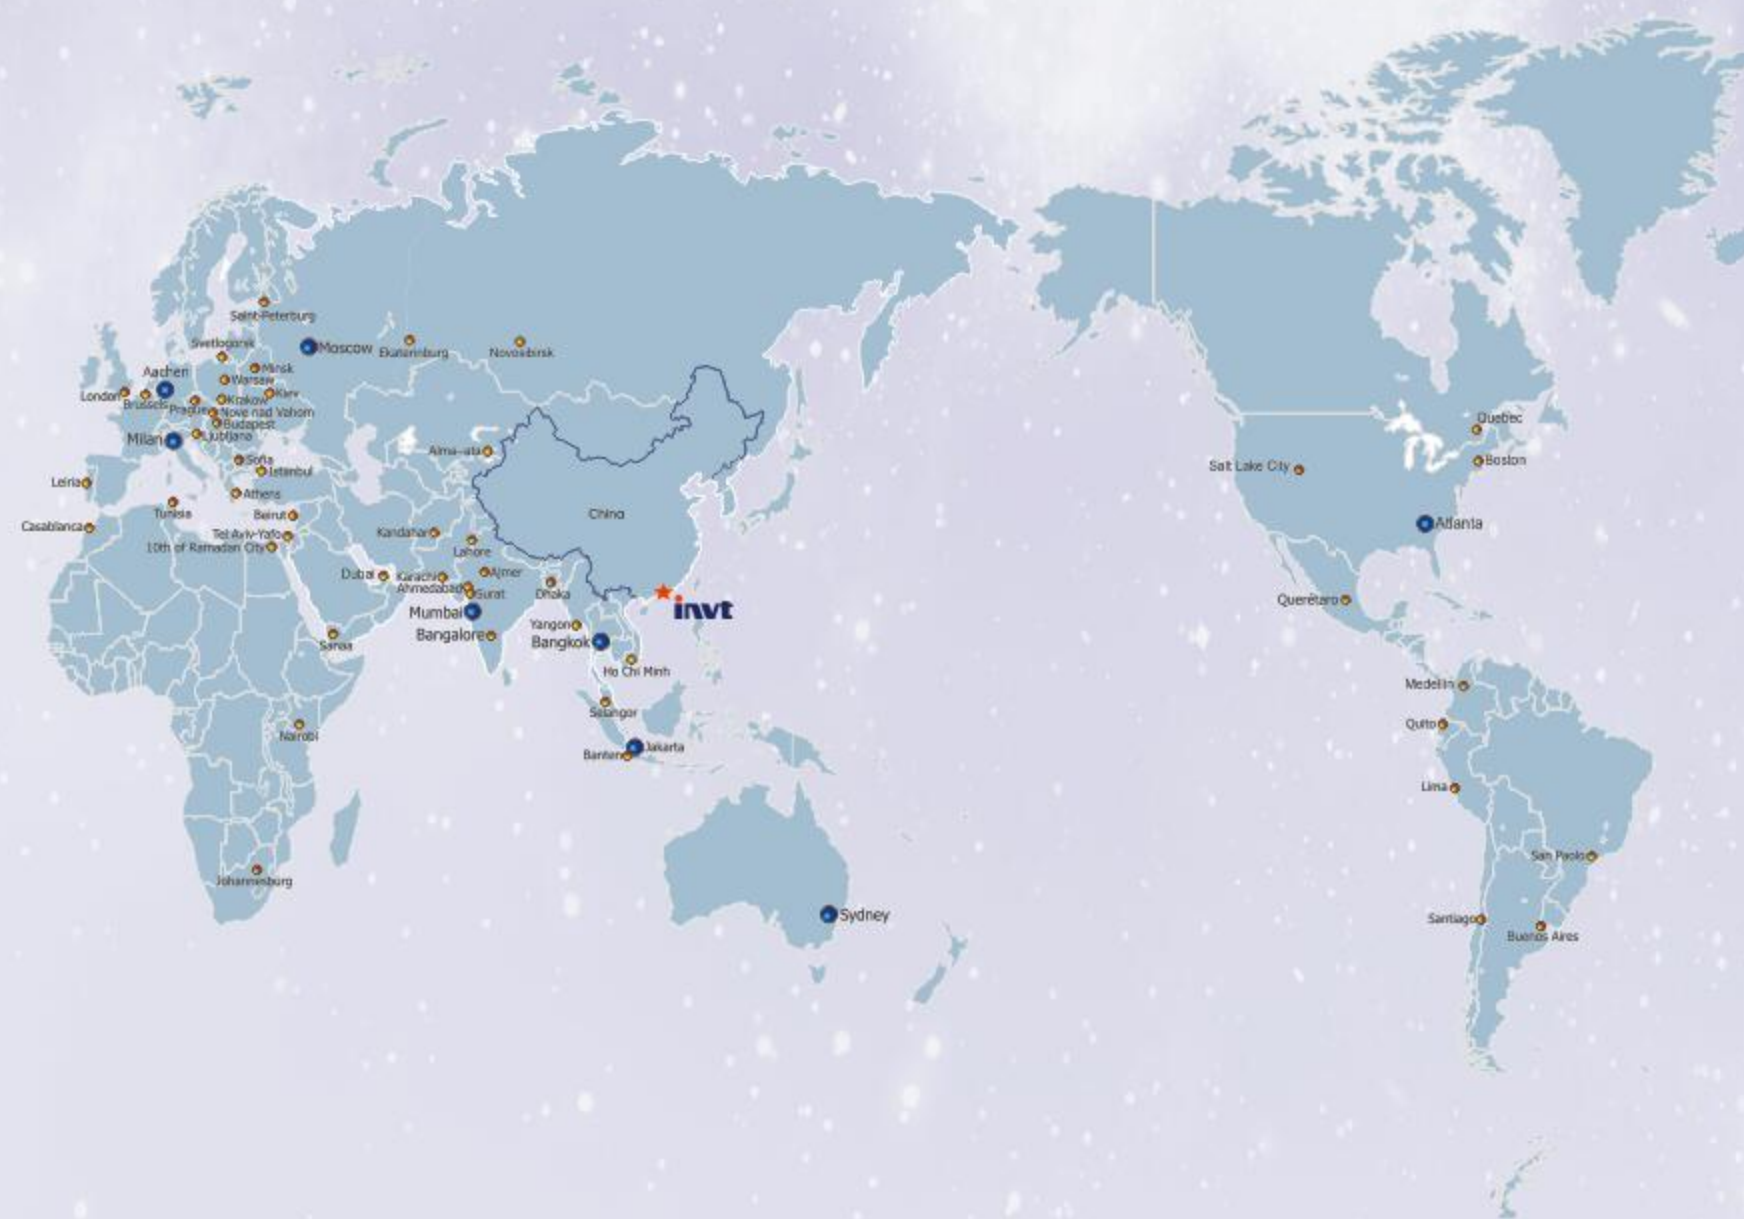 Saint-Peterburg
Svetlogorsk
Moscow
Ekaterinburg
Novosibirsk
Aachen
Minsk
Warsaw
London
Brussels
Prague
Krakow
Kiev
Nove nad Vahom
Budapest
Milan
Ljubljana
Quebec
Alma-ata
Sofia
Istanbul
Boston
Salt Lake City
Leiria
Athens
Tunisia
Beirut
China
Casablanca
Atlanta
Tel Aviv-Yafo
Kandahar
10th of Ramadan City
Lahore
Dubai
Karachi
Ajmer
Ahmedabad
Surat
Dhaka
Querétaro
Mumbai
invt
Yangon
Bangalore
Bangkok
Sanaa
Ho Chi Minh
Medellin
Selangor
Quito
Nairobi
Jakarta
Banten
Lima
San Paolo
Johannesburg
Sydney
Santiago
Buenos Aires